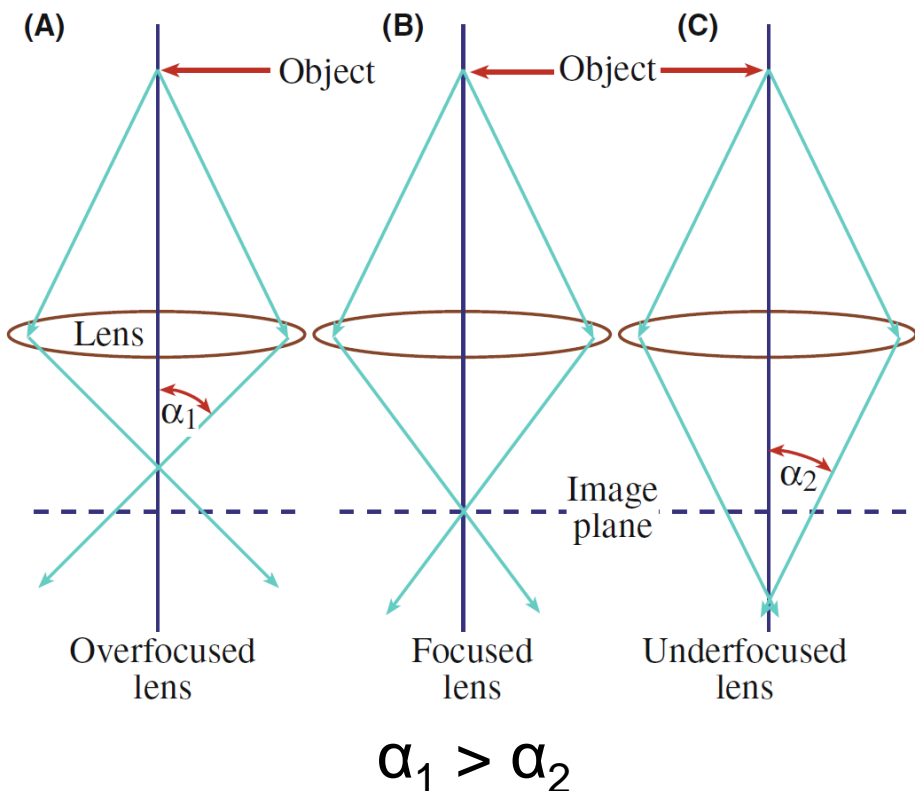 (A)
(B)
(C)
Object
Object
Lens
α₁
α₂
Image
plane
Overfocused
lens
Focused
lens
Underfocused
lens
α₁ > α₂